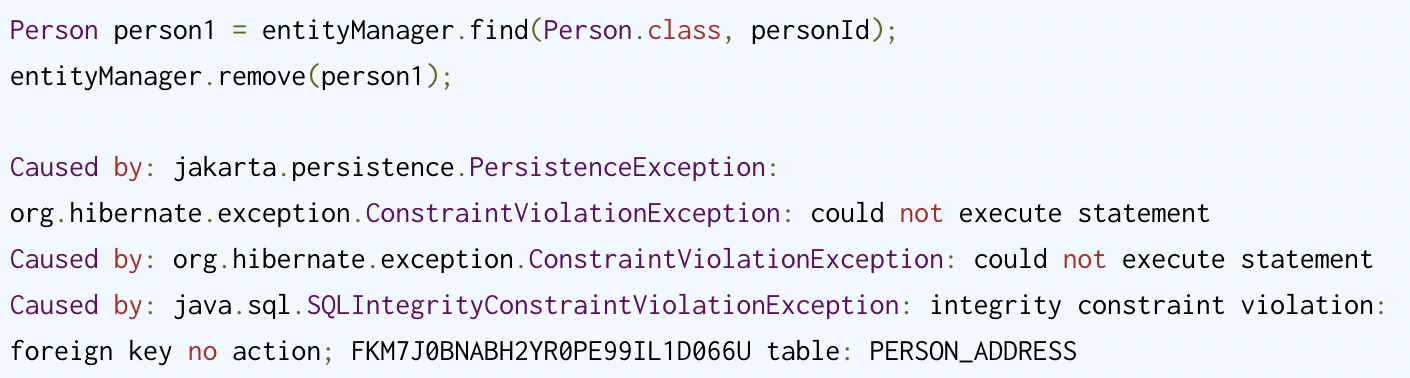 Person person1 = entityManager.find(Person.class, personId);
entityManager.remove(person1);
Caused by: jakarta.persistence.PersistenceException:
org.hibernate.exception.ConstraintViolationException: could not execute statement
Caused by: org.hibernate.exception.ConstraintViolationException: could not execute statement
Caused by: java.sql.SQLIntegrityConstraintViolationException: integrity constraint violation:
foreign key no action; FKM7J0BNABH2YR0PE99IL1D066U table: PERSON_ADDRESS